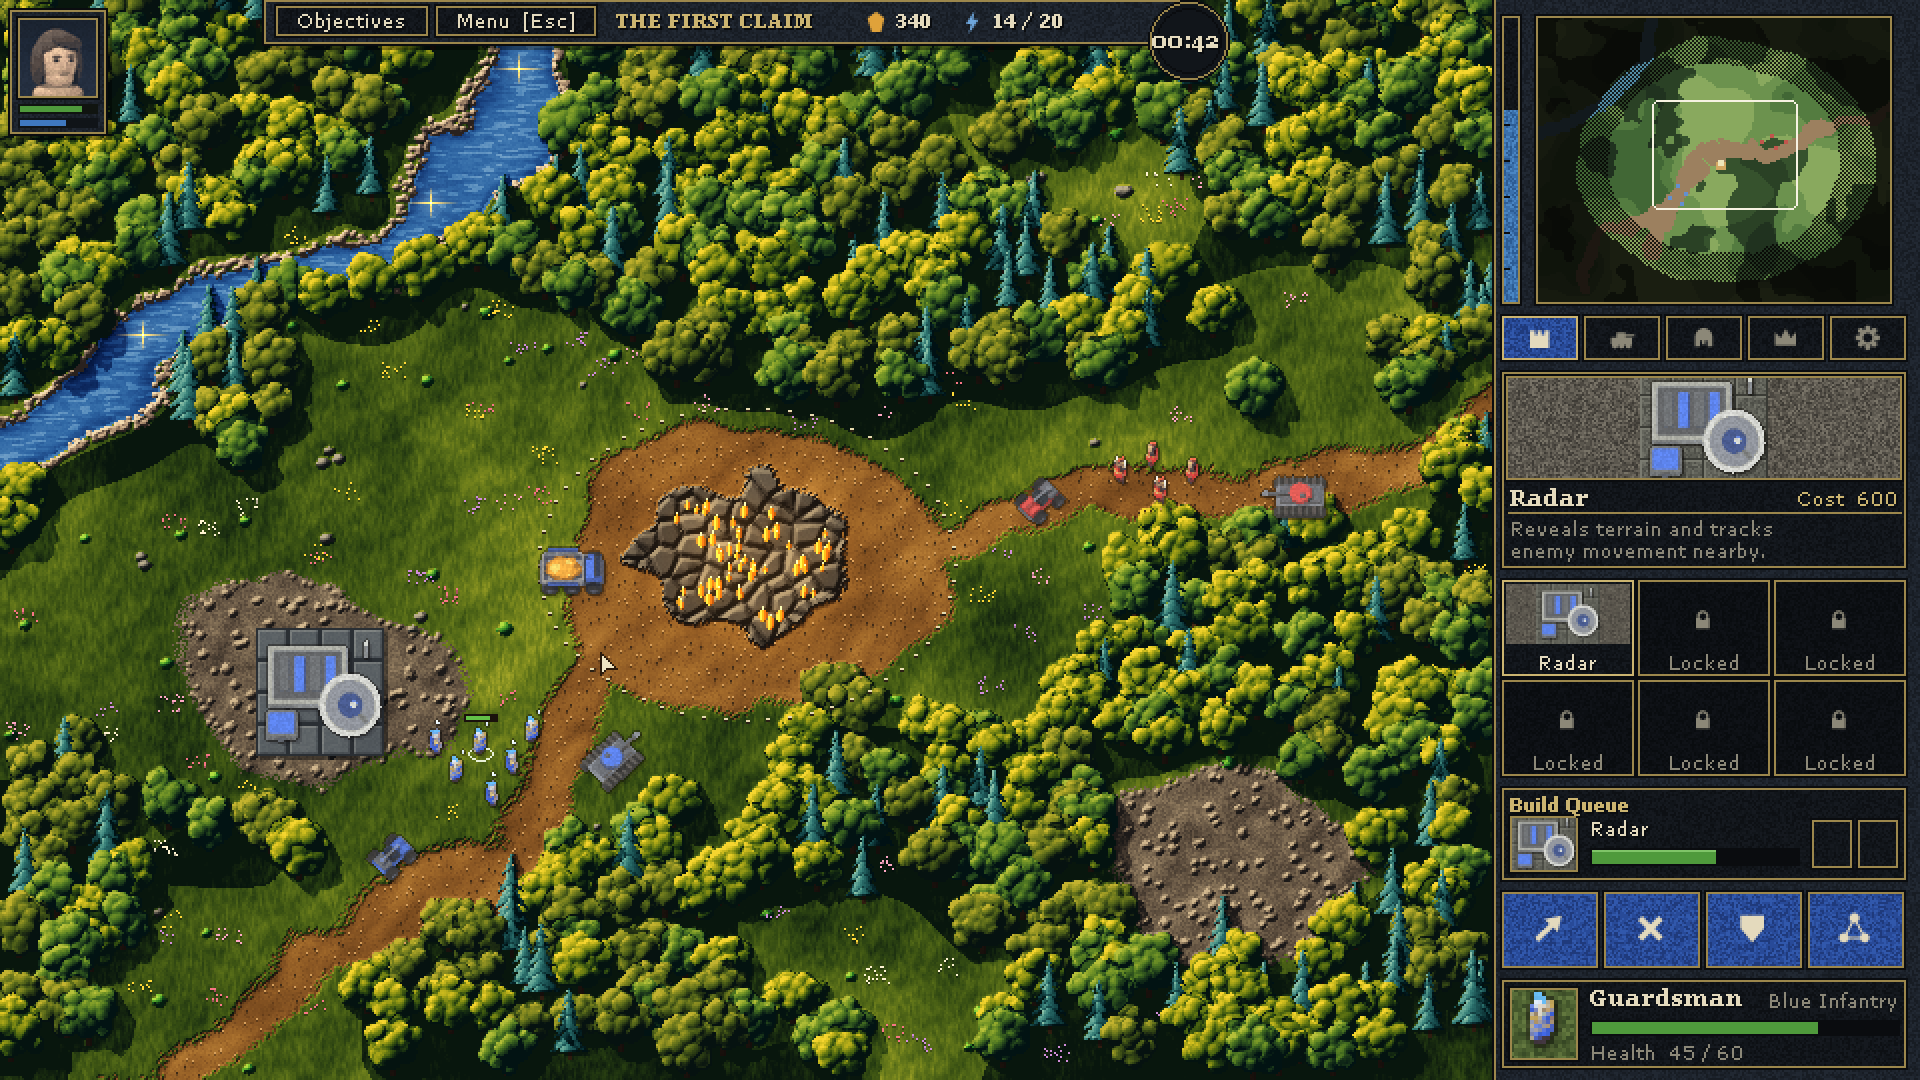 Objectives
Menu [Esc]
THE FIRST CLAIM
340
14 / 20
00:42
Radar
Cost 600
Reveals terrain and tracks
enemy movement nearby.
Radar
Locked
Locked
Locked
Locked
Locked
Build Queue
Radar
Guardsman
Blue Infantry
Health 45 / 60